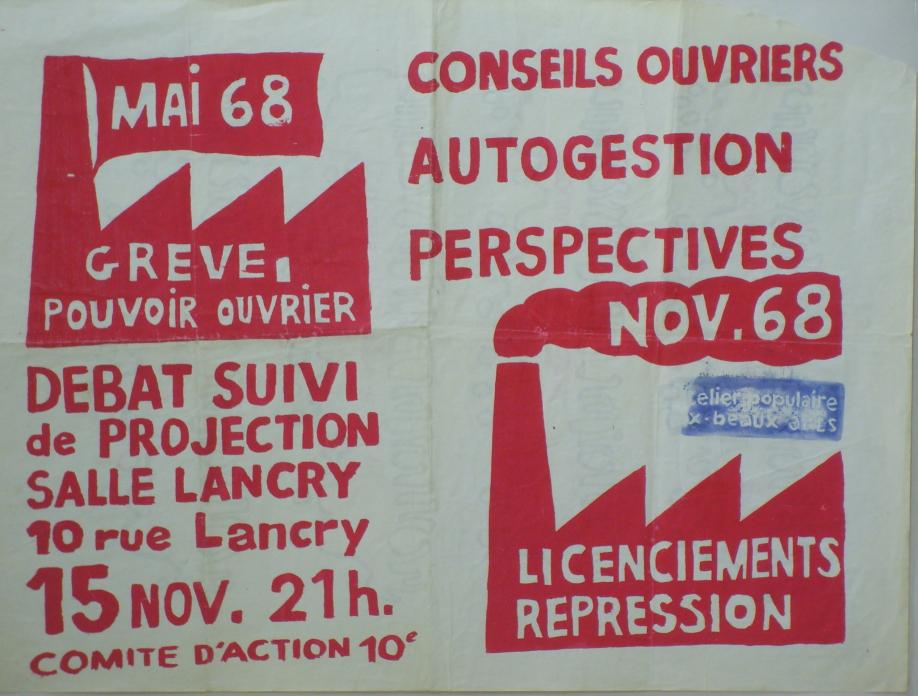 MAi 68
GREVE.
POUVOiR OUVRIER
CONSEILS OUVRIERS
AUTOGESTION
PERSPECTIVES
NOV. 68
elier populaire
x-beaux arts
LICENCIEMENTS
REPRESSION
DEBAT SUIVI
de PROJECTION
SALLE LANCRY
10 rue Lancry
15 NOV. 21h.
COMITE D'ACTION 10e